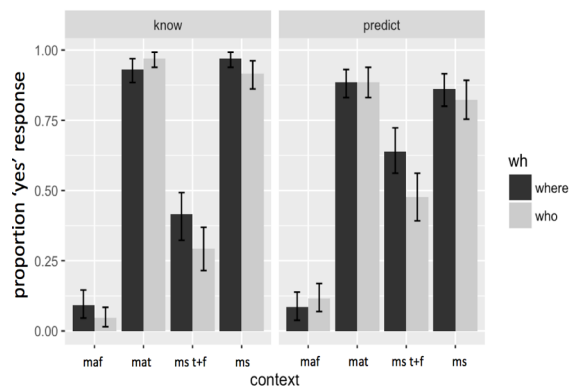 know predict
proportion ‘yes’ response
1.00
0.75
0.50
0.25
0.00
maf mat ms t+f ms maf mat ms t+f ms
context
wh
where
who